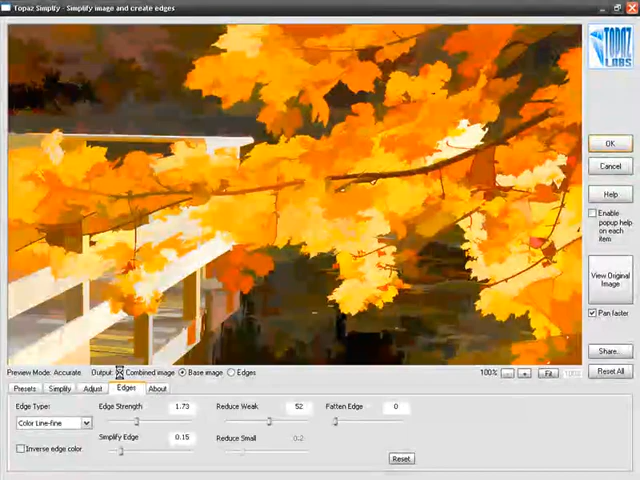 Topaz Simplify - Simplify image and create edges
TOPAZ
LABS
OK
Cancel
Help
Enable
popup help
on each
item
View Original
Image
Pan faster
Share...
Reset All
Preview Mode: Accurate Output: Combined image Base image Edges 100% - + Fit 100%
Presets Simplify Adjust Edges About
Edge Type: Edge Strength 1.73 Reduce Weak 52 Fatten Edge 0
Color Line-fine
Simplify Edge 0.15 Reduce Small 0.2
Inverse edge color
Reset